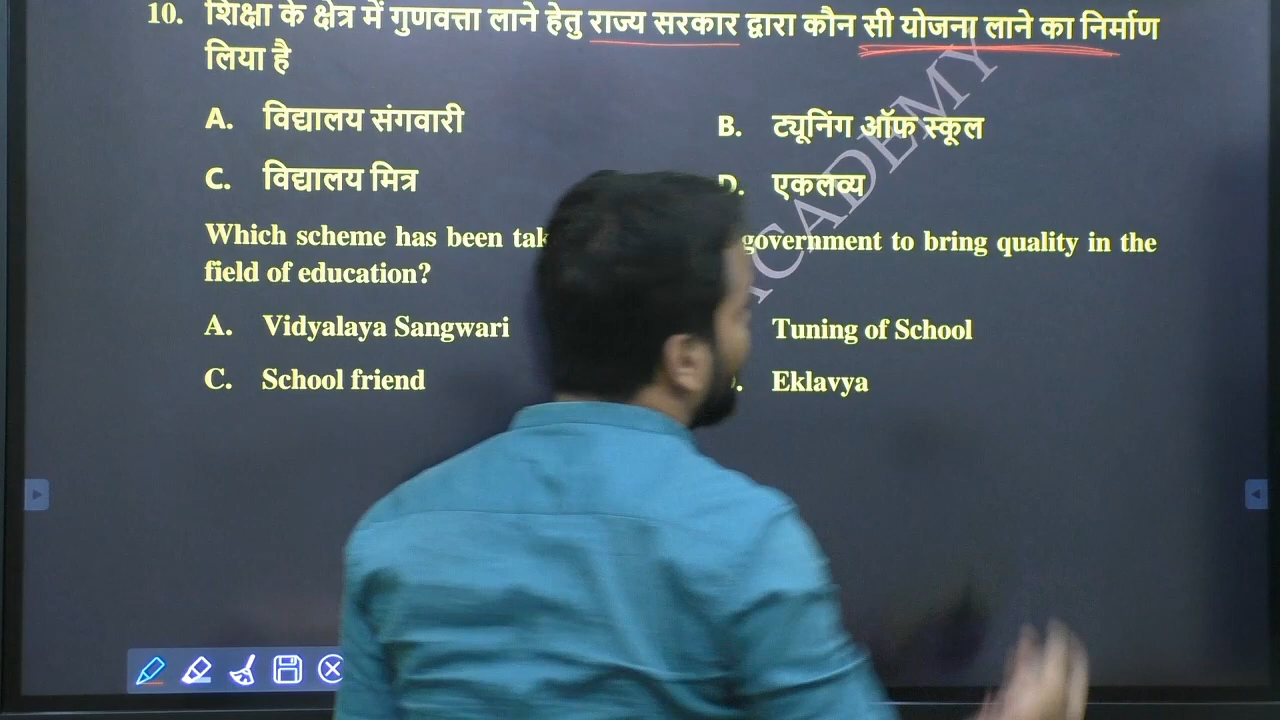 10. शिक्षा के क्षेत्र में गुणवत्ता लाने हेतु राज्य सरकार द्वारा कौन सी योजना लाने का निर्माण
लिया है
A. विद्यालय संगवारी
B. ट्यूनिंग ऑफ स्कूल
C. विद्यालय मित्र
D. एकलव्य
Which scheme has been government to bring quality in the
field of education?
A. Vidyalaya Sangwari
Tuning of School
C. School friend
Eklavya
ACADEMY